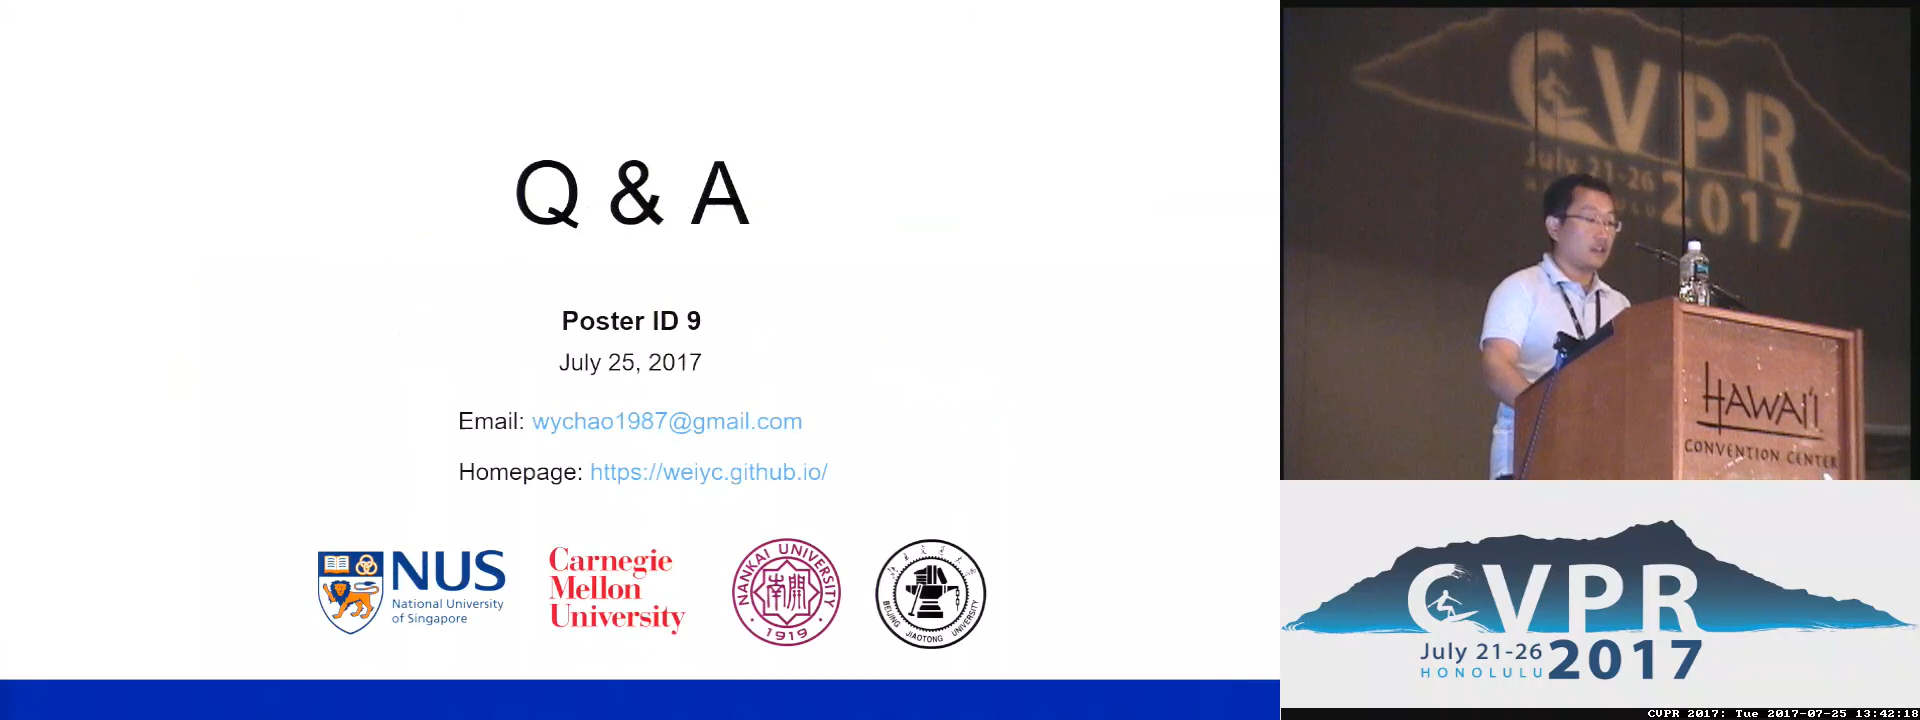 Q & A
Poster ID 9
July 25, 2017
Email: wychao1987@gmail.com
Homepage: https://weiyc.github.io/
NUS
National University
of Singapore
Carnegie
Mellon
University
NANKAI UNIVERSITY
南開
1919
BEIJING JIAOTONG UNIVERSITY
CVPR
July 21-26
2017
HAWAI'I
CONVENTION CENTER
CVPR
July 21-26
HONOLULU
2017
CVPR 2017: Tue 2017-07-25 13:42:18